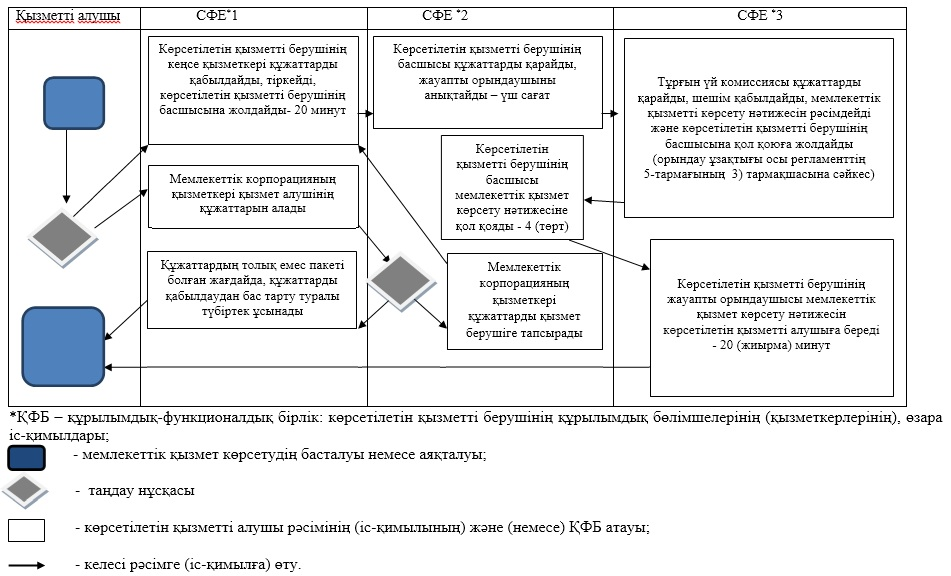 Қызметті алушы
СФЕ*1
СФЕ *2
СФЕ *3
Көрсетілетін қызметті берушінің
кеңсе қызметкері құжаттарды
қабылдайды, тіркейді,
көрсетілетін қызметті берушінің
басшысына жолдайды- 20 минут
Көрсетілетін қызметті берушінің
басшысы құжаттарды қарайды,
жауапты орындаушыны
анықтайды – үш сағат
Тұрғын үй комиссиясы құжаттарды
қарайды, шешім қабылдайды, мемлекеттік
қызметті көрсету нәтижесін рәсімдейді
және көрсетілетін қызметті берушінің
басшысына қол қоюға жолдайды
(орындау ұзақтығы осы регламенттің
5-тармағының 3) тармақшасына сәйкес)
Мемлекеттік корпорацияның
қызметкері қызмет алушінің
құжаттарын алады
Көрсетілетін
қызметті берушінің
басшысы
мемлекеттік қызмет
көрсету нәтижесіне
қол қояды - 4 (төрт)
Құжаттардың толық емес пакеті
болған жағдайда, құжаттарды
қабылдаудан бас тарту туралы
түбіртек ұсынады
Мемлекеттік
корпорацияның
қызметкері
құжаттарды қызмет
берушіге тапсырады
Көрсетілетін қызметті берушінің
жауапты орындаушысы мемлекеттік
қызмет көрсету нәтижесін
көрсетілетін қызметті алушыға береді
- 20 (жиырма) минут
*ҚФБ – құрылымдық-функционалдық бірлік: көрсетілетін қызметті берушінің құрылымдық бөлімшелерінің (қызметкерлерінің), өзара
іс-қимылдары;
- мемлекеттік қызмет көрсетудің басталуы немесе аяқталуы;
- таңдау нұсқасы
- көрсетілетін қызметті алушы рәсімінің (іс-қимылының) және (немесе) ҚФБ атауы;
- келесі рәсімге (іс-қимылға) өту.